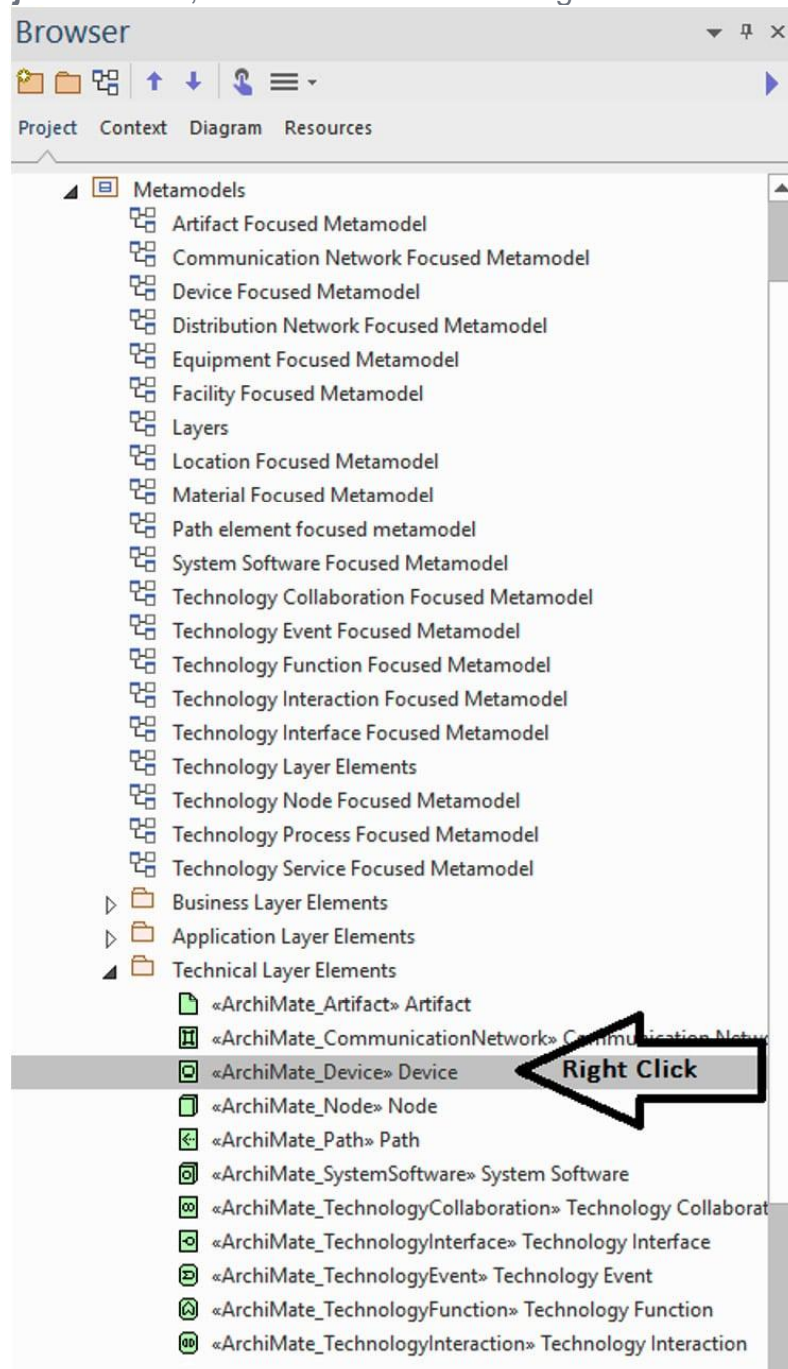 Browser
Project Context Diagram Resources
Metamodels
Artifact Focused Metamodel
Communication Network Focused Metamodel
Device Focused Metamodel
Distribution Network Focused Metamodel
Equipment Focused Metamodel
Facility Focused Metamodel
Layers
Location Focused Metamodel
Material Focused Metamodel
Path element focused metamodel
System Software Focused Metamodel
Technology Collaboration Focused Metamodel
Technology Event Focused Metamodel
Technology Function Focused Metamodel
Technology Interaction Focused Metamodel
Technology Interface Focused Metamodel
Technology Layer Elements
Technology Node Focused Metamodel
Technology Process Focused Metamodel
Technology Service Focused Metamodel
Business Layer Elements
Application Layer Elements
Technical Layer Elements
«ArchiMate_Artifact» Artifact
«ArchiMate_CommunicationNetwork» Communication Netw
«ArchiMate_Device» Device Right Click
«ArchiMate_Node» Node
«ArchiMate_Path» Path
«ArchiMate_SystemSoftware» System Software
«ArchiMate_TechnologyCollaboration» Technology Collaborat
«ArchiMate_TechnologyInterface» Technology Interface
«ArchiMate_TechnologyEvent» Technology Event
«ArchiMate_TechnologyFunction» Technology Function
«ArchiMate_TechnologyInteraction» Technology Interaction